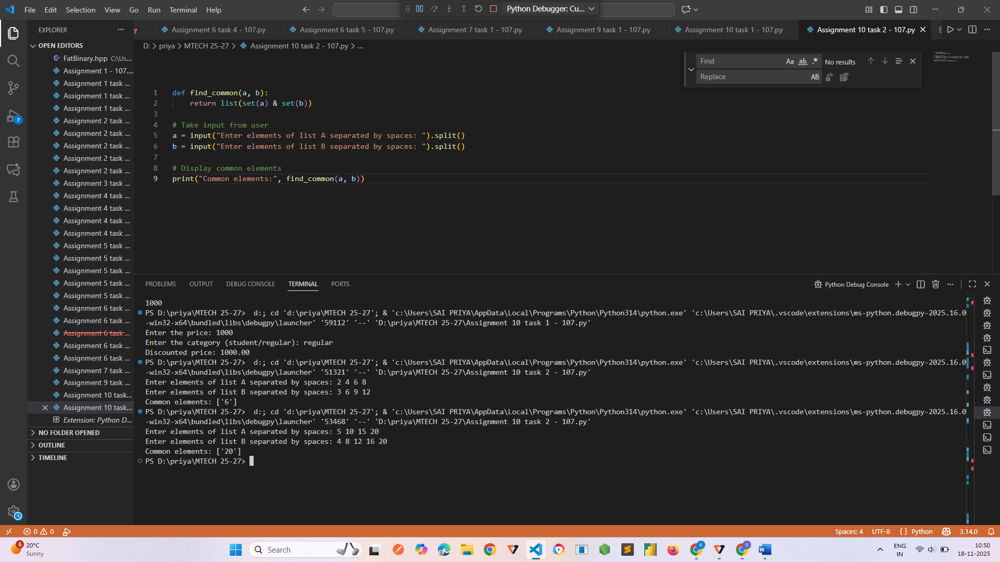 File Edit Selection View Go Run Terminal Help
Python Debugger: Cu...
EXPLORER
Assignment 6 task 4 - 107.py
Assignment 6 task 5 - 107.py
Assignment 7 task 1 - 107.py
Assignment 9 task 1 - 107.py
Assignment 10 task 1 - 107.py
Assignment 10 task 2 - 107.py
D: > priya > MTECH 25-27 > Assignment 10 task 2 - 107.py > ...
OPEN EDITORS
FatBinary.hpp C:\Us...
Assignment 1 - 107....
Assignment 1 task ...
Assignment 1 task ...
Assignment 1 task ...
Assignment 2 task ...
Assignment 2 task ...
Assignment 2 task ...
Assignment 2 task ...
Assignment 2 task ...
Assignment 3 task ...
Assignment 4 task ...
Assignment 4 task ...
Assignment 4 task ...
Assignment 4 task ...
Assignment 5 task ...
Assignment 5 task ...
Assignment 5 task ...
Assignment 5 task ...
Assignment 5 task ...
Assignment 6 task ...
Assignment 6 task ...
Assignment 6 task ...
Assignment 6 task ...
Assignment 6 task ...
Assignment 7 task ...
Assignment 9 task ...
Assignment 10 task...
Assignment 10 task...
Extension: Python D...
NO FOLDER OPENED
OUTLINE
TIMELINE
7
Find Aa ab .* No results
Replace AB
1 def find_common(a, b):
2 return list(set(a) & set(b))
3
4 # Take input from user
5 a = input("Enter elements of list A separated by spaces: ").split()
6 b = input("Enter elements of list B separated by spaces: ").split()
7
8 # Display common elements
9 print("Common elements:", find_common(a, b))
PROBLEMS OUTPUT DEBUG CONSOLE TERMINAL PORTS
Python Debug Console
1000
PS D:\priya\MTECH 25-27>  d:; cd 'd:\priya\MTECH 25-27'; & 'c:\Users\SAI PRIYA\AppData\Local\Programs\Python\Python314\python.exe' 'c:\Users\SAI PRIYA\.vscode\extensions\ms-python.debugpy-2025.16.0
-win32-x64\bundled\libs\debugpy\launcher' '59112' '--' 'D:\priya\MTECH 25-27\Assignment 10 task 1 - 107.py'
Enter the price: 1000
Enter the category (student/regular): regular
Discounted price: 1000.00
PS D:\priya\MTECH 25-27>  d:; cd 'd:\priya\MTECH 25-27'; & 'c:\Users\SAI PRIYA\AppData\Local\Programs\Python\Python314\python.exe' 'c:\Users\SAI PRIYA\.vscode\extensions\ms-python.debugpy-2025.16.0
-win32-x64\bundled\libs\debugpy\launcher' '51321' '--' 'D:\priya\MTECH 25-27\Assignment 10 task 2 - 107.py'
Enter elements of list A separated by spaces: 2 4 6 8
Enter elements of list B separated by spaces: 3 6 9 12
Common elements: ['6']
PS D:\priya\MTECH 25-27>  d:; cd 'd:\priya\MTECH 25-27'; & 'c:\Users\SAI PRIYA\AppData\Local\Programs\Python\Python314\python.exe' 'c:\Users\SAI PRIYA\.vscode\extensions\ms-python.debugpy-2025.16.0
-win32-x64\bundled\libs\debugpy\launcher' '53468' '--' 'D:\priya\MTECH 25-27\Assignment 10 task 2 - 107.py'
Enter elements of list A separated by spaces: 5 10 15 20
Enter elements of list B separated by spaces: 4 8 12 16 20
Common elements: ['20']
PS D:\priya\MTECH 25-27>
0 0
Spaces: 4 UTF-8 { } Python 3.14.0
6 20°C
Sunny
Search
K
S
ENG
IN
10:50
18-11-2025